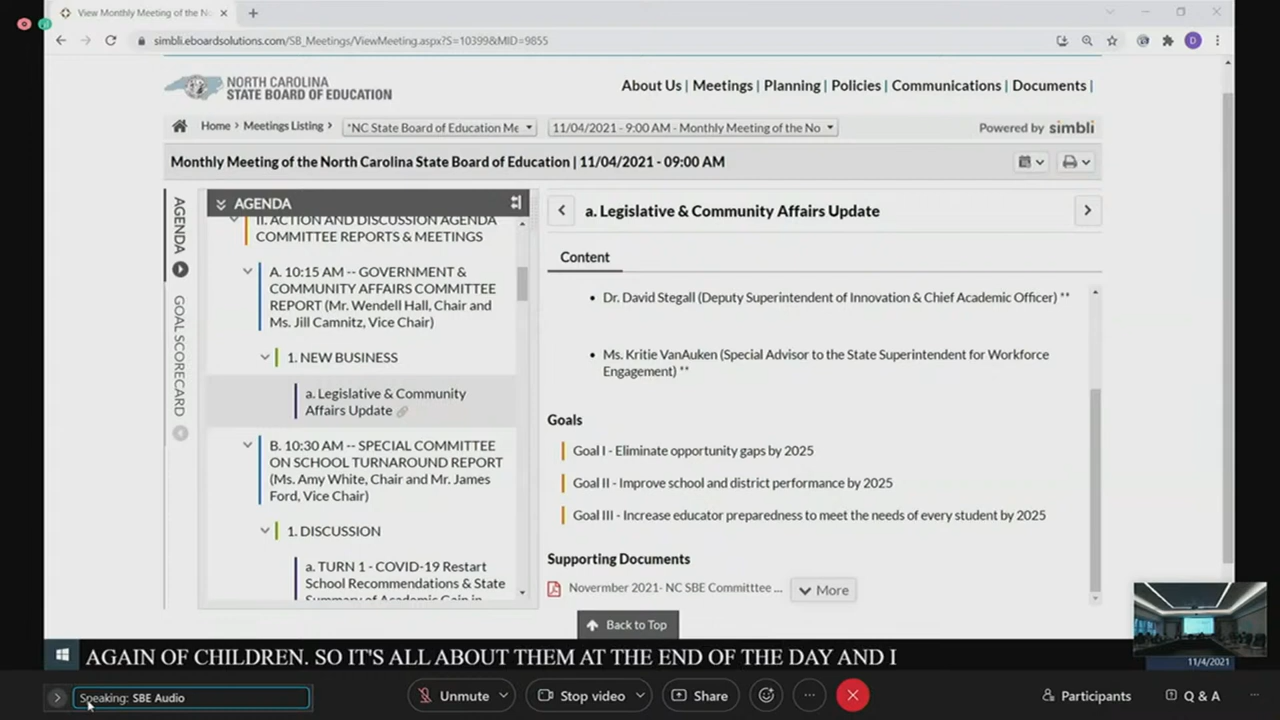 View Monthly Meeting of the No
simbli.eboardsolutions.com/SB_Meetings/ViewMeeting.aspx?S=10399&MID=9855
D
NORTH CAROLINA
STATE BOARD OF EDUCATION
About Us | Meetings | Planning | Policies | Communications | Documents |
Home > Meetings Listing >
*NC State Board of Education Me
11/04/2021 - 9:00 AM - Monthly Meeting of the No
Powered by simbli
Monthly Meeting of the North Carolina State Board of Education | 11/04/2021 - 09:00 AM
AGENDA
GOAL SCORECARD
AGENDA
II. ACTION AND DISCUSSION AGENDA
COMMITTEE REPORTS & MEETINGS
A. 10:15 AM -- GOVERNMENT &
COMMUNITY AFFAIRS COMMITTEE
REPORT (Mr. Wendell Hall, Chair and
Ms. Jill Camnitz, Vice Chair)
1. NEW BUSINESS
a. Legislative & Community
Affairs Update
B. 10:30 AM -- SPECIAL COMMITTEE
ON SCHOOL TURNAROUND REPORT
(Ms. Amy White, Chair and Mr. James
Ford, Vice Chair)
1. DISCUSSION
a. TURN 1 - COVID-19 Restart
School Recommendations & State
Summary of Academic Gain in
a. Legislative & Community Affairs Update
Content
• Dr. David Stegall (Deputy Superintendent of Innovation & Chief Academic Officer) **
• Ms. Kritie VanAuken (Special Advisor to the State Superintendent for Workforce
Engagement) **
Goals
Goal I - Eliminate opportunity gaps by 2025
Goal II - Improve school and district performance by 2025
Goal III - Increase educator preparedness to meet the needs of every student by 2025
Supporting Documents
Novermber 2021- NC SBE Committtee ...
More
Back to Top
AGAIN OF CHILDREN. SO IT'S ALL ABOUT THEM AT THE END OF THE DAY AND I
11/4/2021
Speaking: SBE Audio
Unmute
Stop video
Share
Participants
Q & A